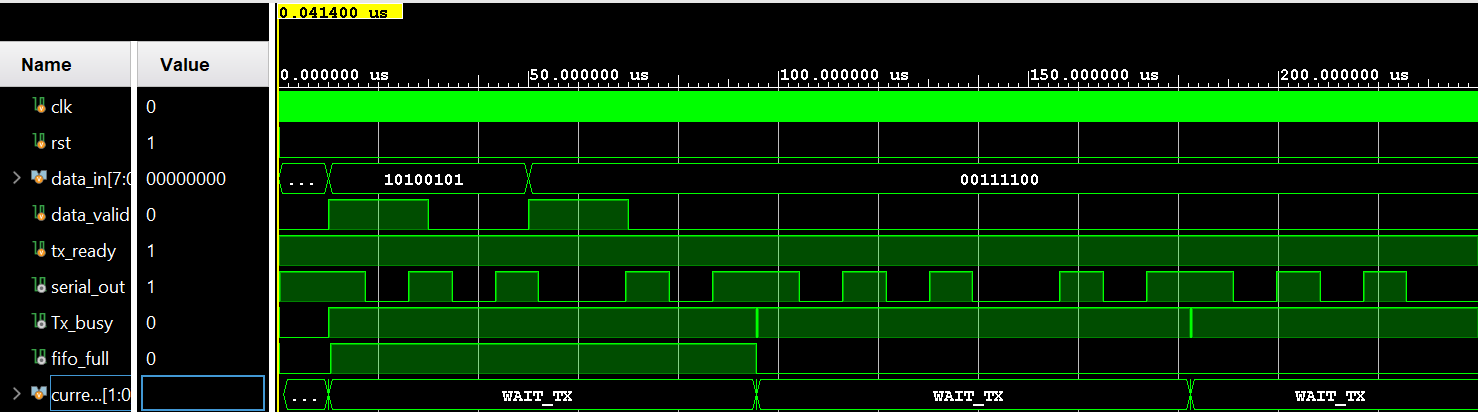 0.041400 us
Name Value
0.000000 us 50.000000 us 100.000000 us 150.000000 us 200.000000 us
clk 0
rst 1
data_in[7:0 00000000 ... 10100101 00111100
data_valid 0
tx_ready 1
serial_out 1
Tx_busy 0
fifo_full 0
curre...[1:0 ... WAIT_TX WAIT_TX WAIT_TX